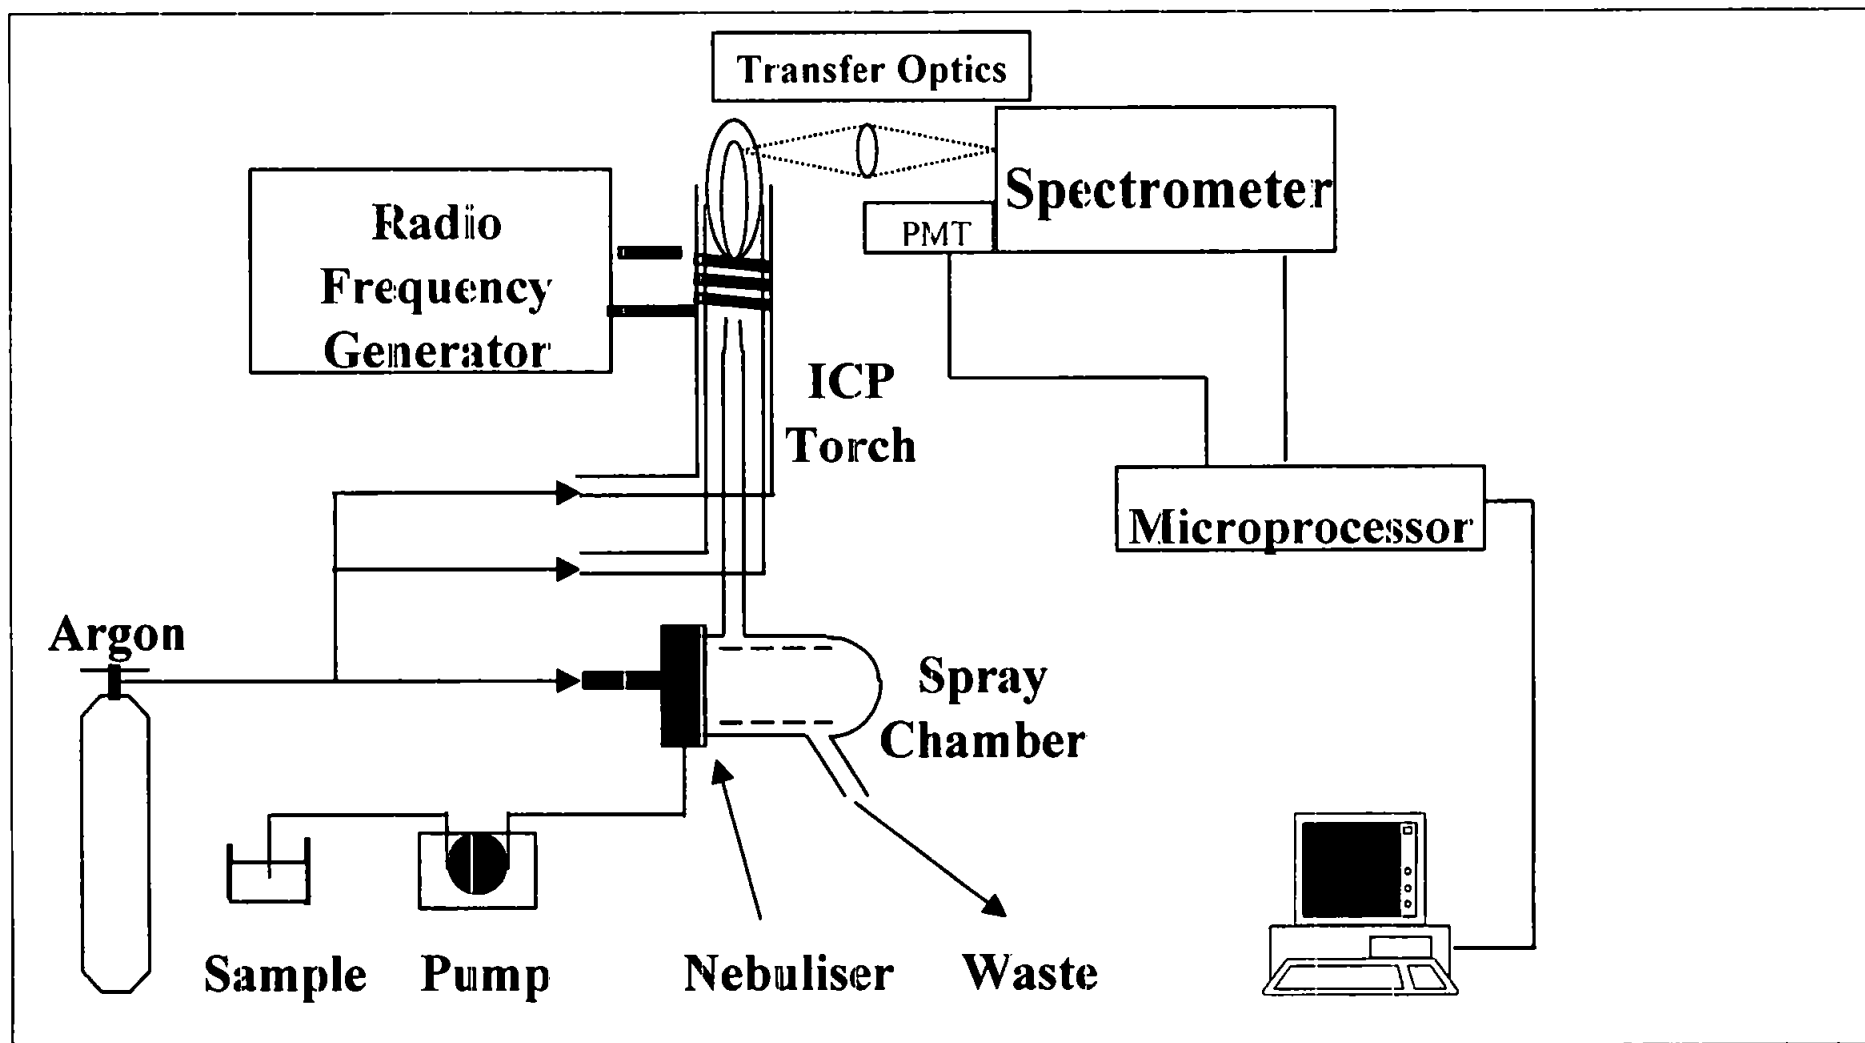 Transfer Optics
Spectrometer
PMT
Radio
Frequency
Generator
ICP
Torch
Microprocessor
Argon
Spray
Chamber
Sample
Pump
Nebuliser
Waste